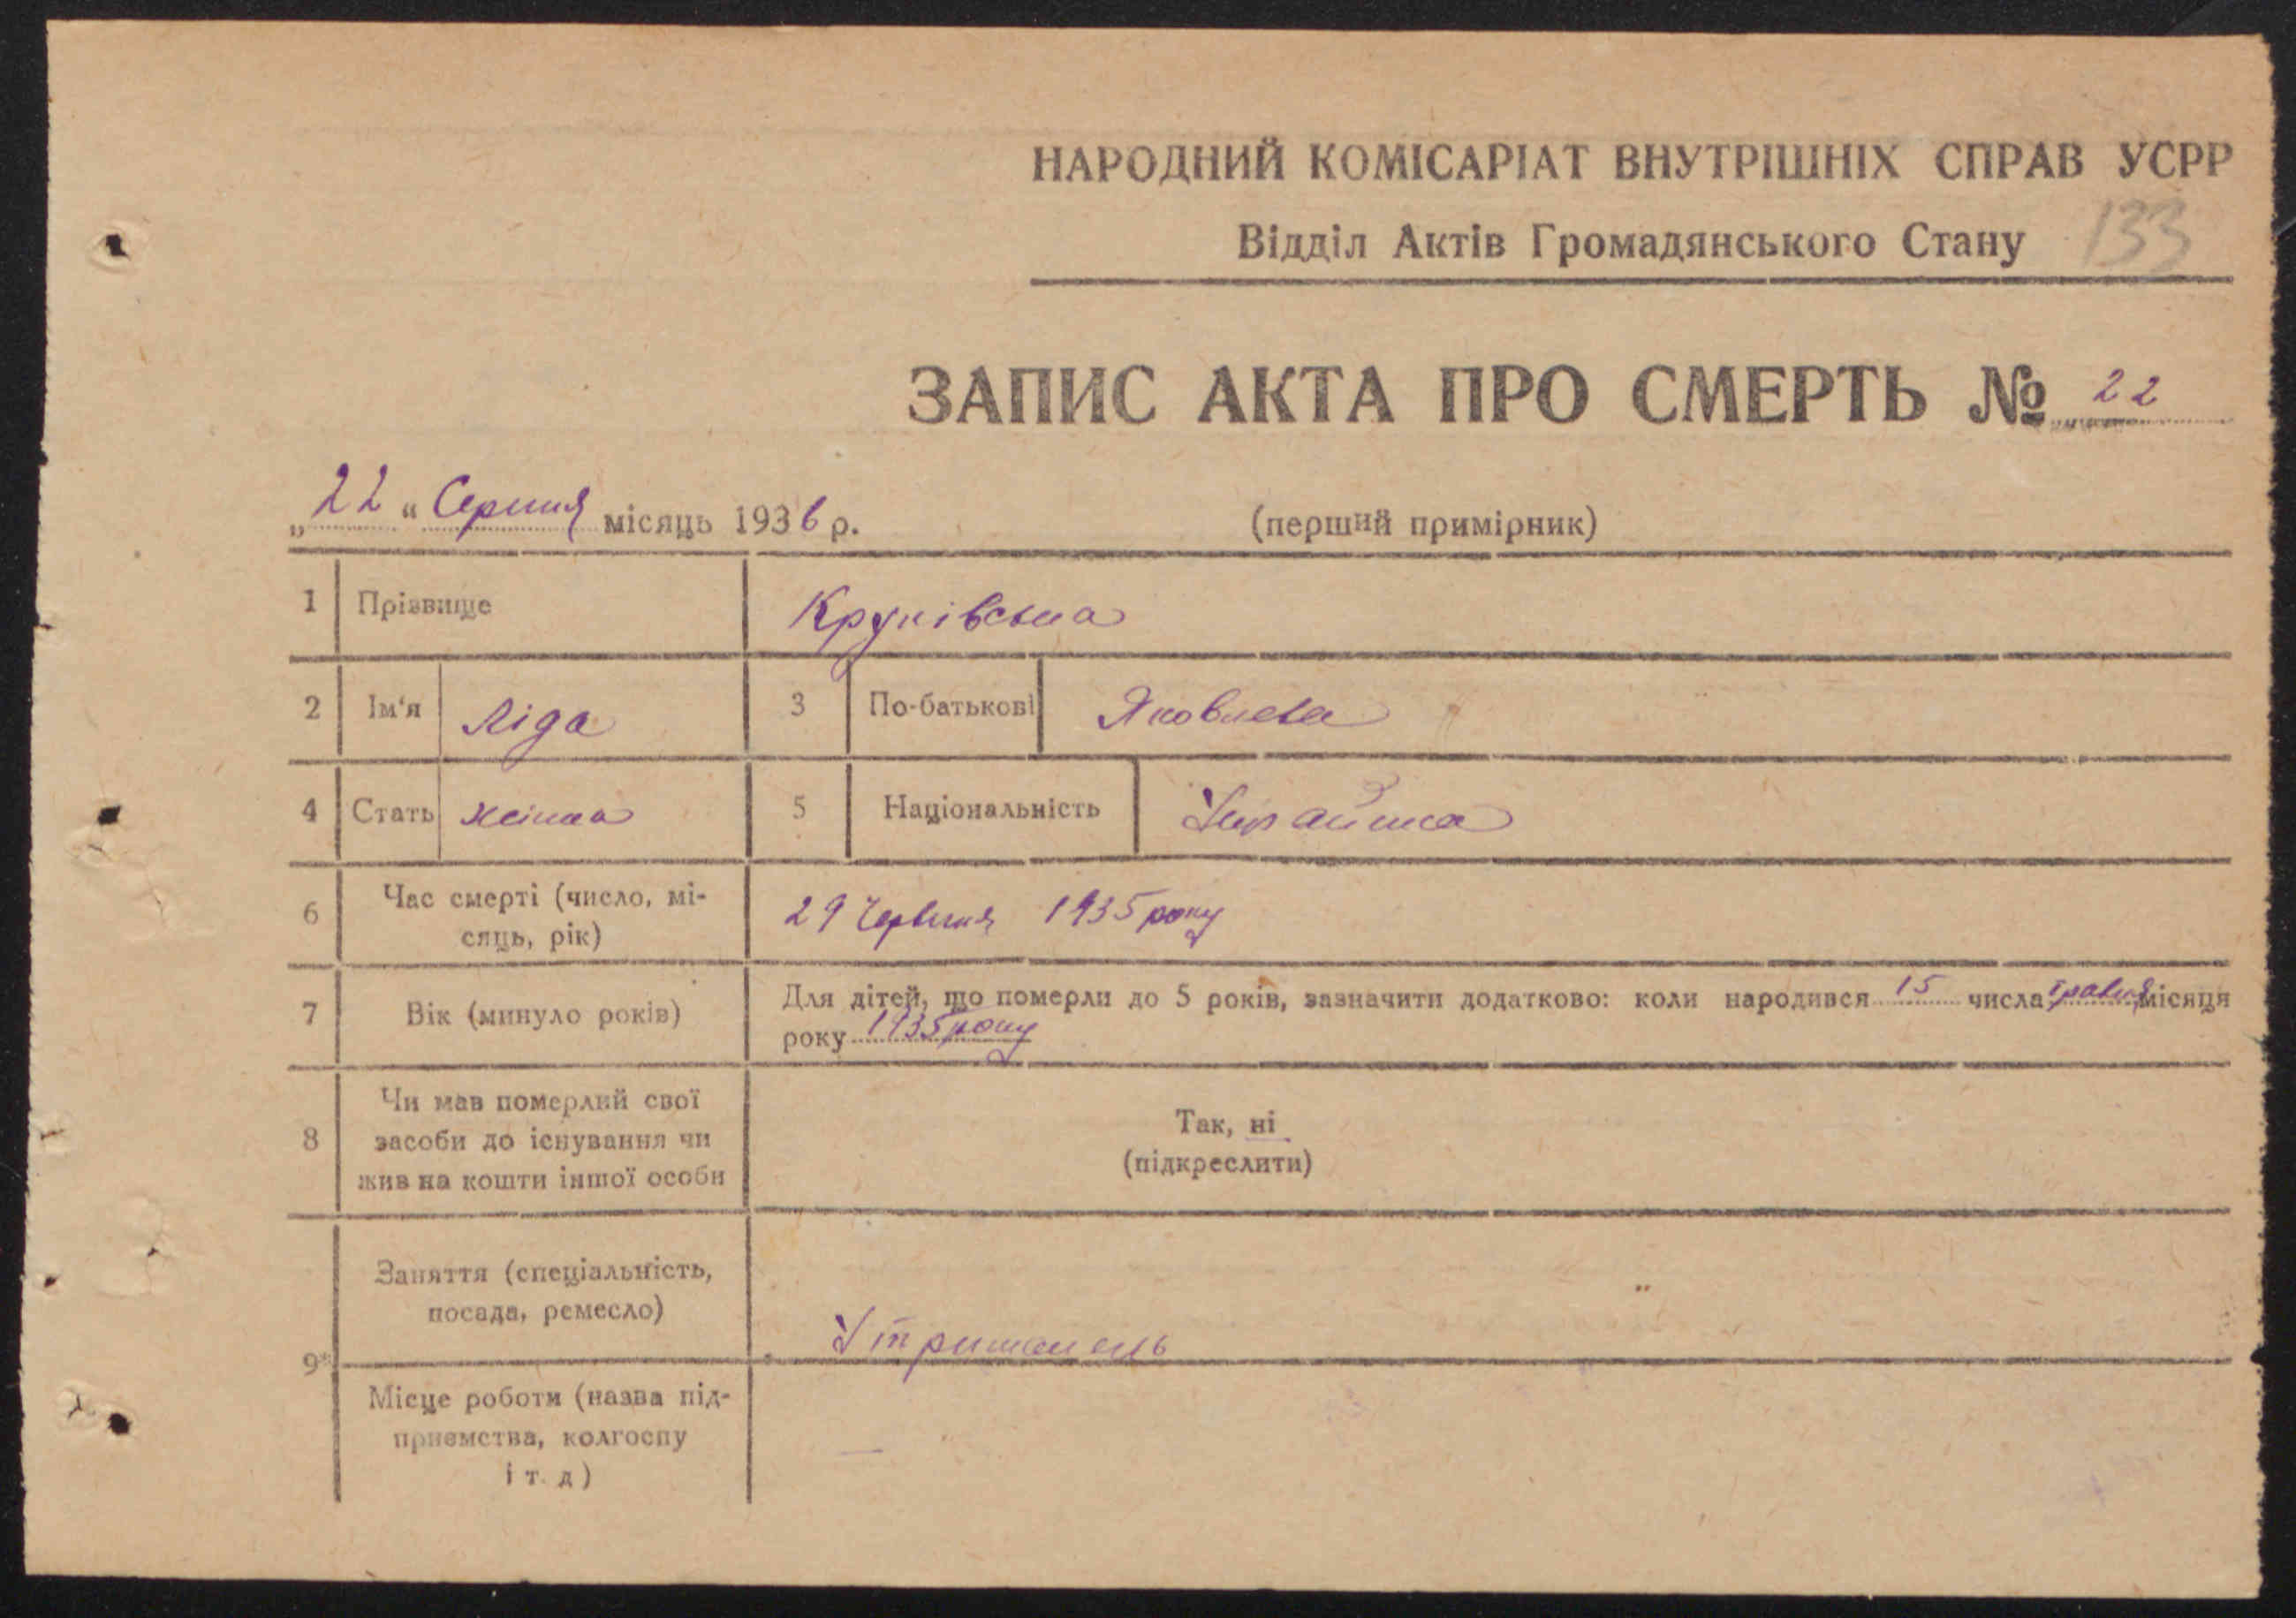 НАРОДНИЙ КОМІСАРІАТ ВНУТРІШНІХ СПРАВ УСРР
Відділ Актів Громадянського Стану 133
ЗАПИС АКТА ПРО СМЕРТЬ № 22
„22“ Серпня місяць 1936 р. (перший примірник)
1 Прізвище Круківська
2 Ім‘я Ліда 3 По-батькові Яковлева
4 Стать жінка 5 Національність Українка
6 Час смерті (число, мі-
сяць, рік) 29 Червня 1935 року
7 Вік (минуло років) Для дітей, що померли до 5 років, зазначити додатково: коли народився 15 числа травня місяця
року 1935 року
8 Чи мав померлий свої
засоби до існування чи
жив на кошти іншої особи
Так, ні
(підкреслити)
9* Заняття (спеціальність,
посада, ремесло) Утриманець
Місце роботи (назва під-
приємства, колгоспу
і т. д) —